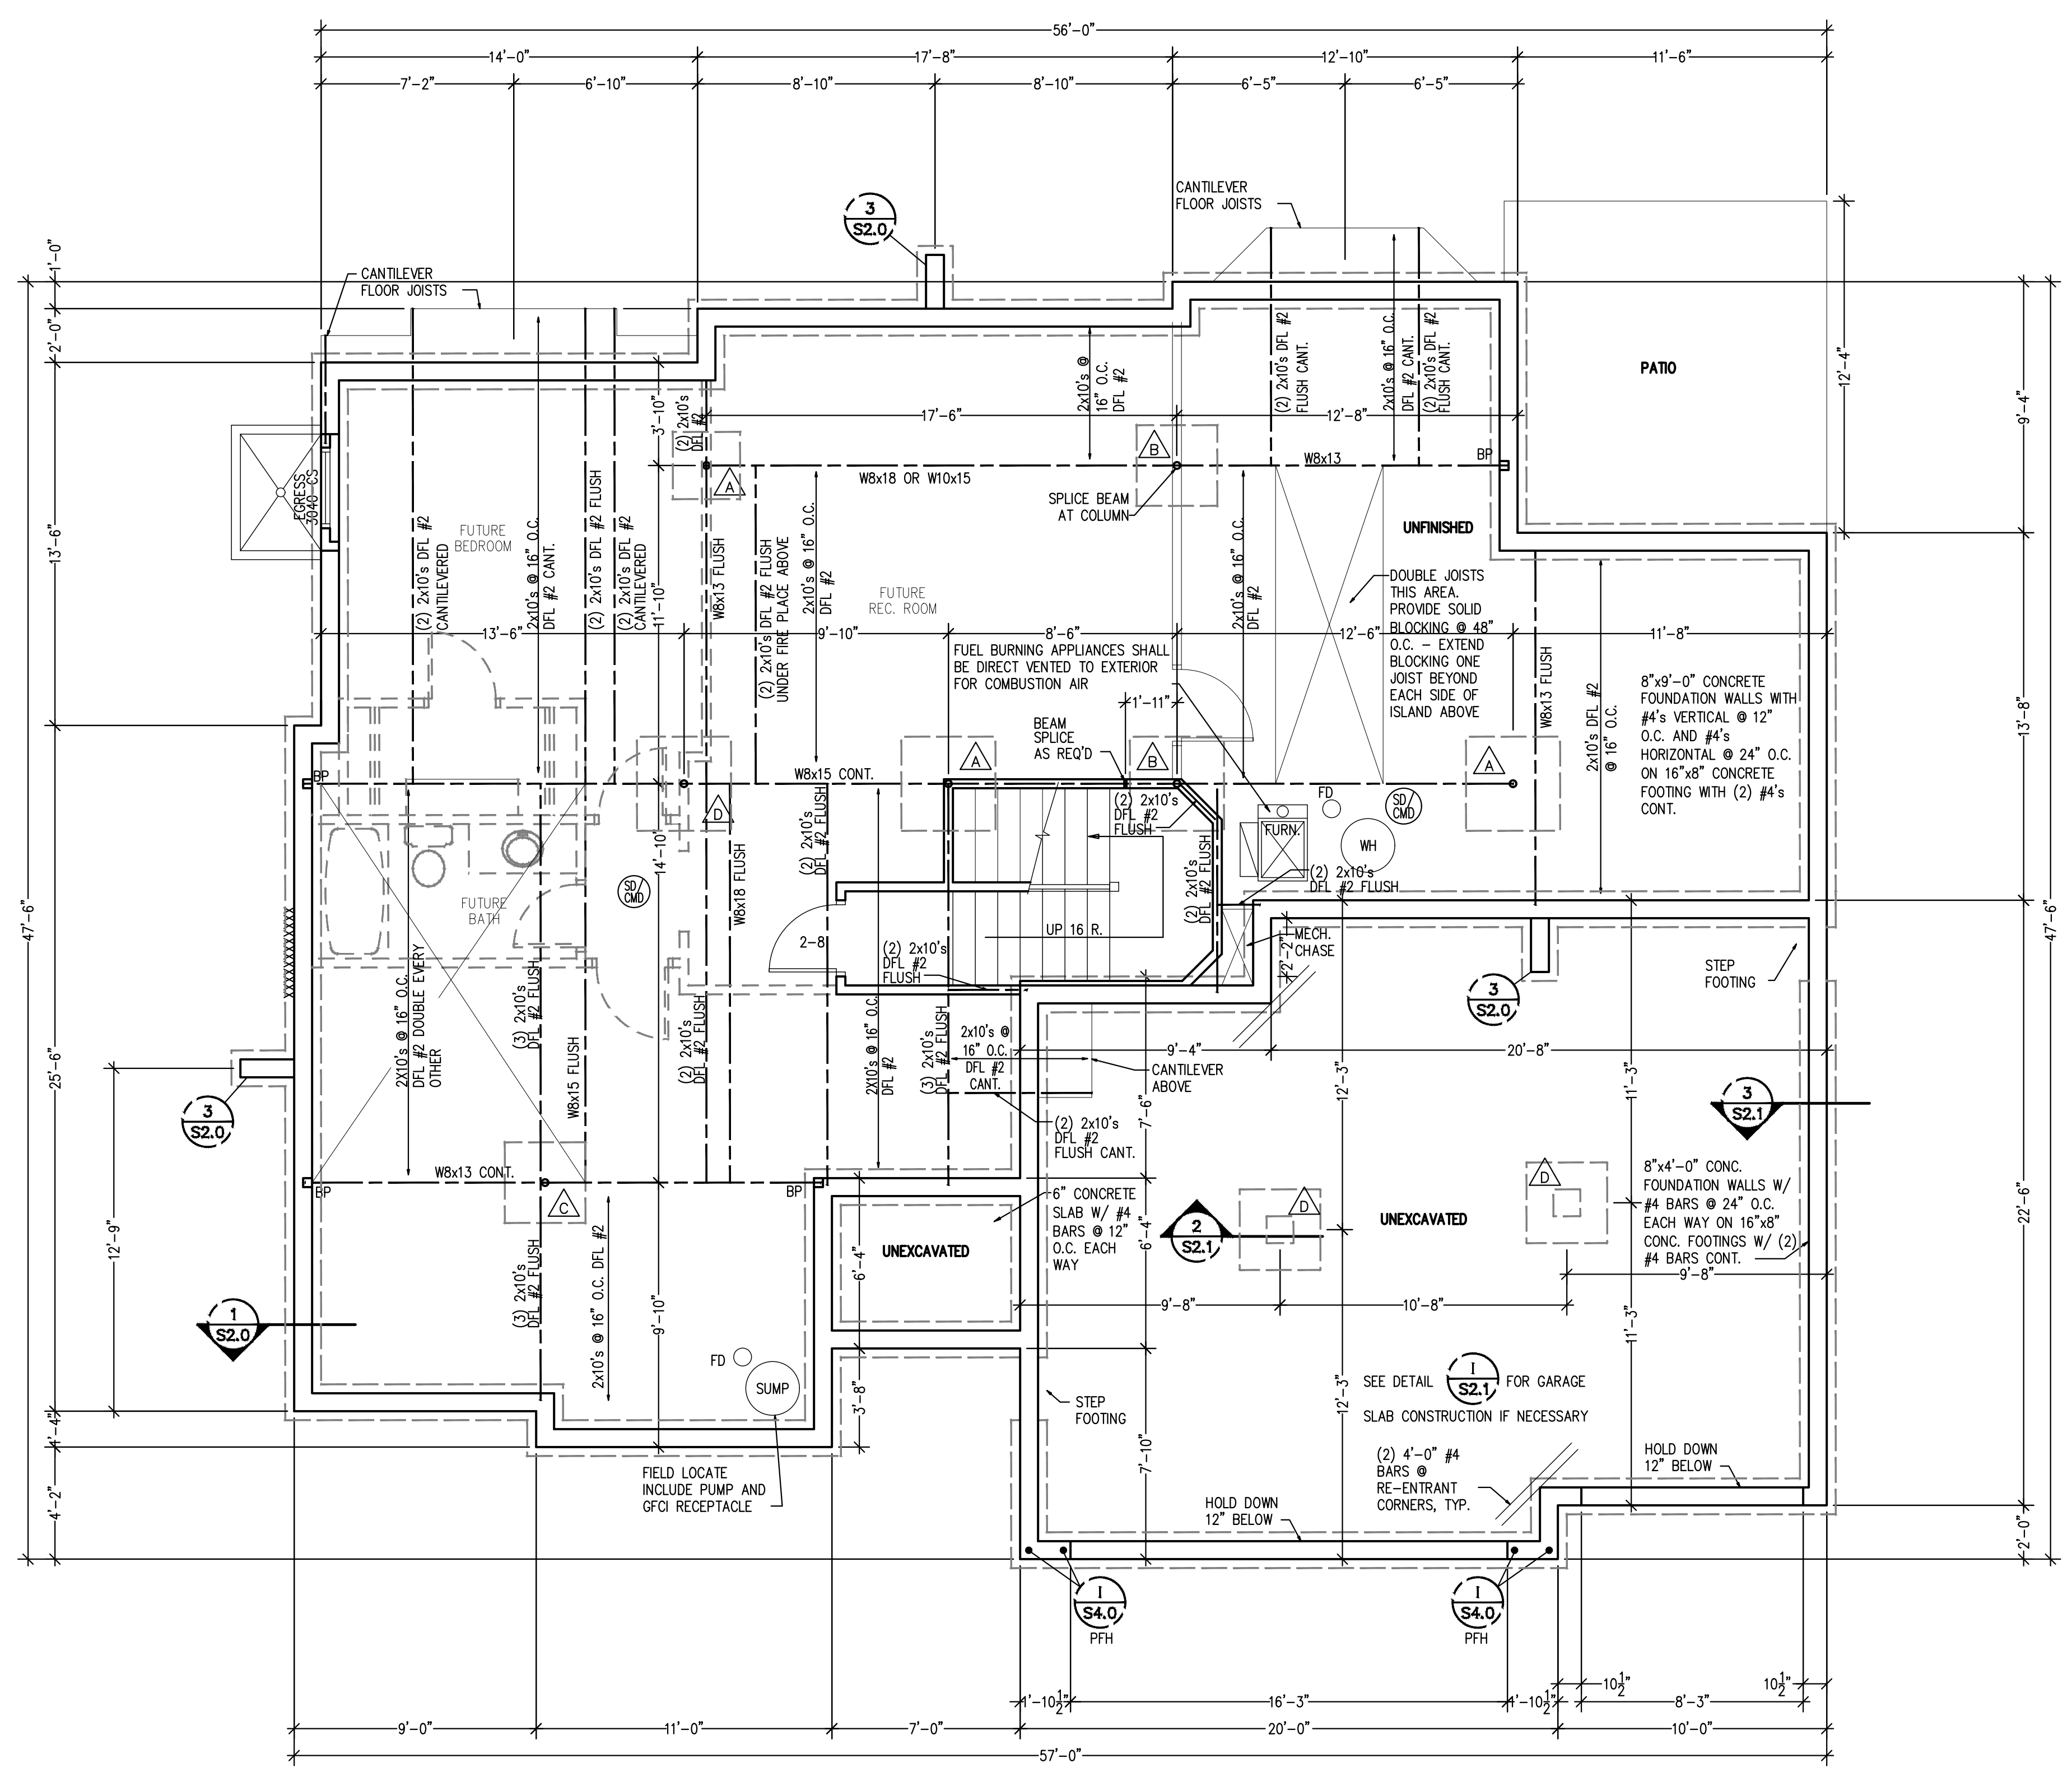 56'-0"
14'-0"
17'-8"
12'-10"
11'-6"
7'-2"
6'-10"
8'-10"
8'-10"
6'-5"
6'-5"
CANTILEVER
FLOOR JOISTS
3
S2.0
1'-0"
2'-0"
13'-6"
47'-6"
25'-6"
12'-9"
1'-4"
4'-2"
CANTILEVER
FLOOR JOISTS
12'-4"
9'-4"
13'-8"
47'-6"
22'-6"
2'-0"
PATIO
(2) 2x10's DFL #2
FLUSH CANT.
2x10's @ 16" O.C.
DFL #2 CANT.
(2) 2x10's DFL #2
FLUSH CANT.
2x10's @
16" O.C.
DFL #2
3'-10"
(2) 2x10's
DFL #2
17'-6"
12'-8"
B
W8x13
BP
A
W8x18 OR W10x15
SPLICE BEAM
AT COLUMN
EGRESS
3040 CS
FUTURE
BEDROOM
(2) 2x10's DFL #2
CANTILEVERED
2x10's @ 16" O.C.
DFL #2 CANT.
(2) 2x10's DFL #2 FLUSH
(2) 2x10's DFL #2
CANTILEVERED
11'-10"
W8x13 FLUSH
(2) 2x10's DFL #2 FLUSH
UNDER FIRE PLACE ABOVE
2x10's @ 16" O.C.
DFL #2
FUTURE
REC. ROOM
2x10's @ 16" O.C.
DFL #2
UNFINISHED
DOUBLE JOISTS
THIS AREA.
PROVIDE SOLID
BLOCKING @ 48"
O.C. – EXTEND
BLOCKING ONE
JOIST BEYOND
EACH SIDE OF
ISLAND ABOVE
13'-6"
9'-10"
8'-6"
12'-6"
11'-8"
FUEL BURNING APPLIANCES SHALL
BE DIRECT VENTED TO EXTERIOR
FOR COMBUSTION AIR
W8x13 FLUSH
2x10's DFL #2
@ 16" O.C.
8"x9'-0" CONCRETE
FOUNDATION WALLS WITH
#4's VERTICAL @ 12"
O.C. AND #4's
HORIZONTAL @ 24" O.C.
ON 16"x8" CONCRETE
FOOTING WITH (2) #4's
CONT.
1'-11"
BEAM
SPLICE
AS REQ'D
A
B
A
BP
W8x15 CONT.
D
(2) 2x10's
DFL #2
FLUSH
FD
SD/
CMD
FURN.
WH
(2) 2x10's
DFL #2 FLUSH
14'-10"
W8x18 FLUSH
(2) 2x10's
DFL #2 FLUSH
(2) 2x10's
DFL #2 FLUSH
SD/
CMD
FUTURE
BATH
2-8
UP 16 R.
MECH.
CHASE
2'-2"
(2) 2x10's
DFL #2
FLUSH
STEP
FOOTING
3
S2.0
2X10's @ 16" O.C.
DFL #2 DOUBLE EVERY
OTHER
(3) 2x10's
DFL #2 FLUSH
W8x15 FLUSH
(2) 2x10's
DFL #2 FLUSH
2X10's @ 16" O.C.
DFL #2
(3) 2x10's
DFL #2 FLUSH
2x10's @
16" O.C.
DFL #2
CANT.
9'-4"
20'-8"
CANTILEVER
ABOVE
3
S2.0
7'-6"
12'-3"
11'-3"
3
S2.1
(2) 2x10's
DFL #2
FLUSH CANT.
BP
W8x13 CONT.
BP
C
6" CONCRETE
SLAB W/ #4
BARS @ 12"
O.C. EACH
WAY
6'-4"
UNEXCAVATED
6'-4"
2
S2.1
D
UNEXCAVATED
D
8"x4'-0" CONC.
FOUNDATION WALLS W/
#4 BARS @ 24" O.C.
EACH WAY ON 16"x8"
CONC. FOOTINGS W/ (2)
#4 BARS CONT.
9'-8"
9'-8"
10'-8"
1
S2.0
(3) 2x10's
DFL #2 FLUSH
2x10's @ 16" O.C. DFL #2
9'-10"
FD
SUMP
3'-8"
11'-3"
12'-3"
SEE DETAIL
I
S2.1
FOR GARAGE
SLAB CONSTRUCTION IF NECESSARY
STEP
FOOTING
7'-10"
(2) 4'-0" #4
BARS @
RE-ENTRANT
CORNERS, TYP.
HOLD DOWN
12" BELOW
FIELD LOCATE
INCLUDE PUMP AND
GFCI RECEPTACLE
HOLD DOWN
12" BELOW
I
S4.0
PFH
I
S4.0
PFH
1'-10½"
16'-3"
1'-10½"
10½"
8'-3"
10½"
9'-0"
11'-0"
7'-0"
20'-0"
10'-0"
57'-0"